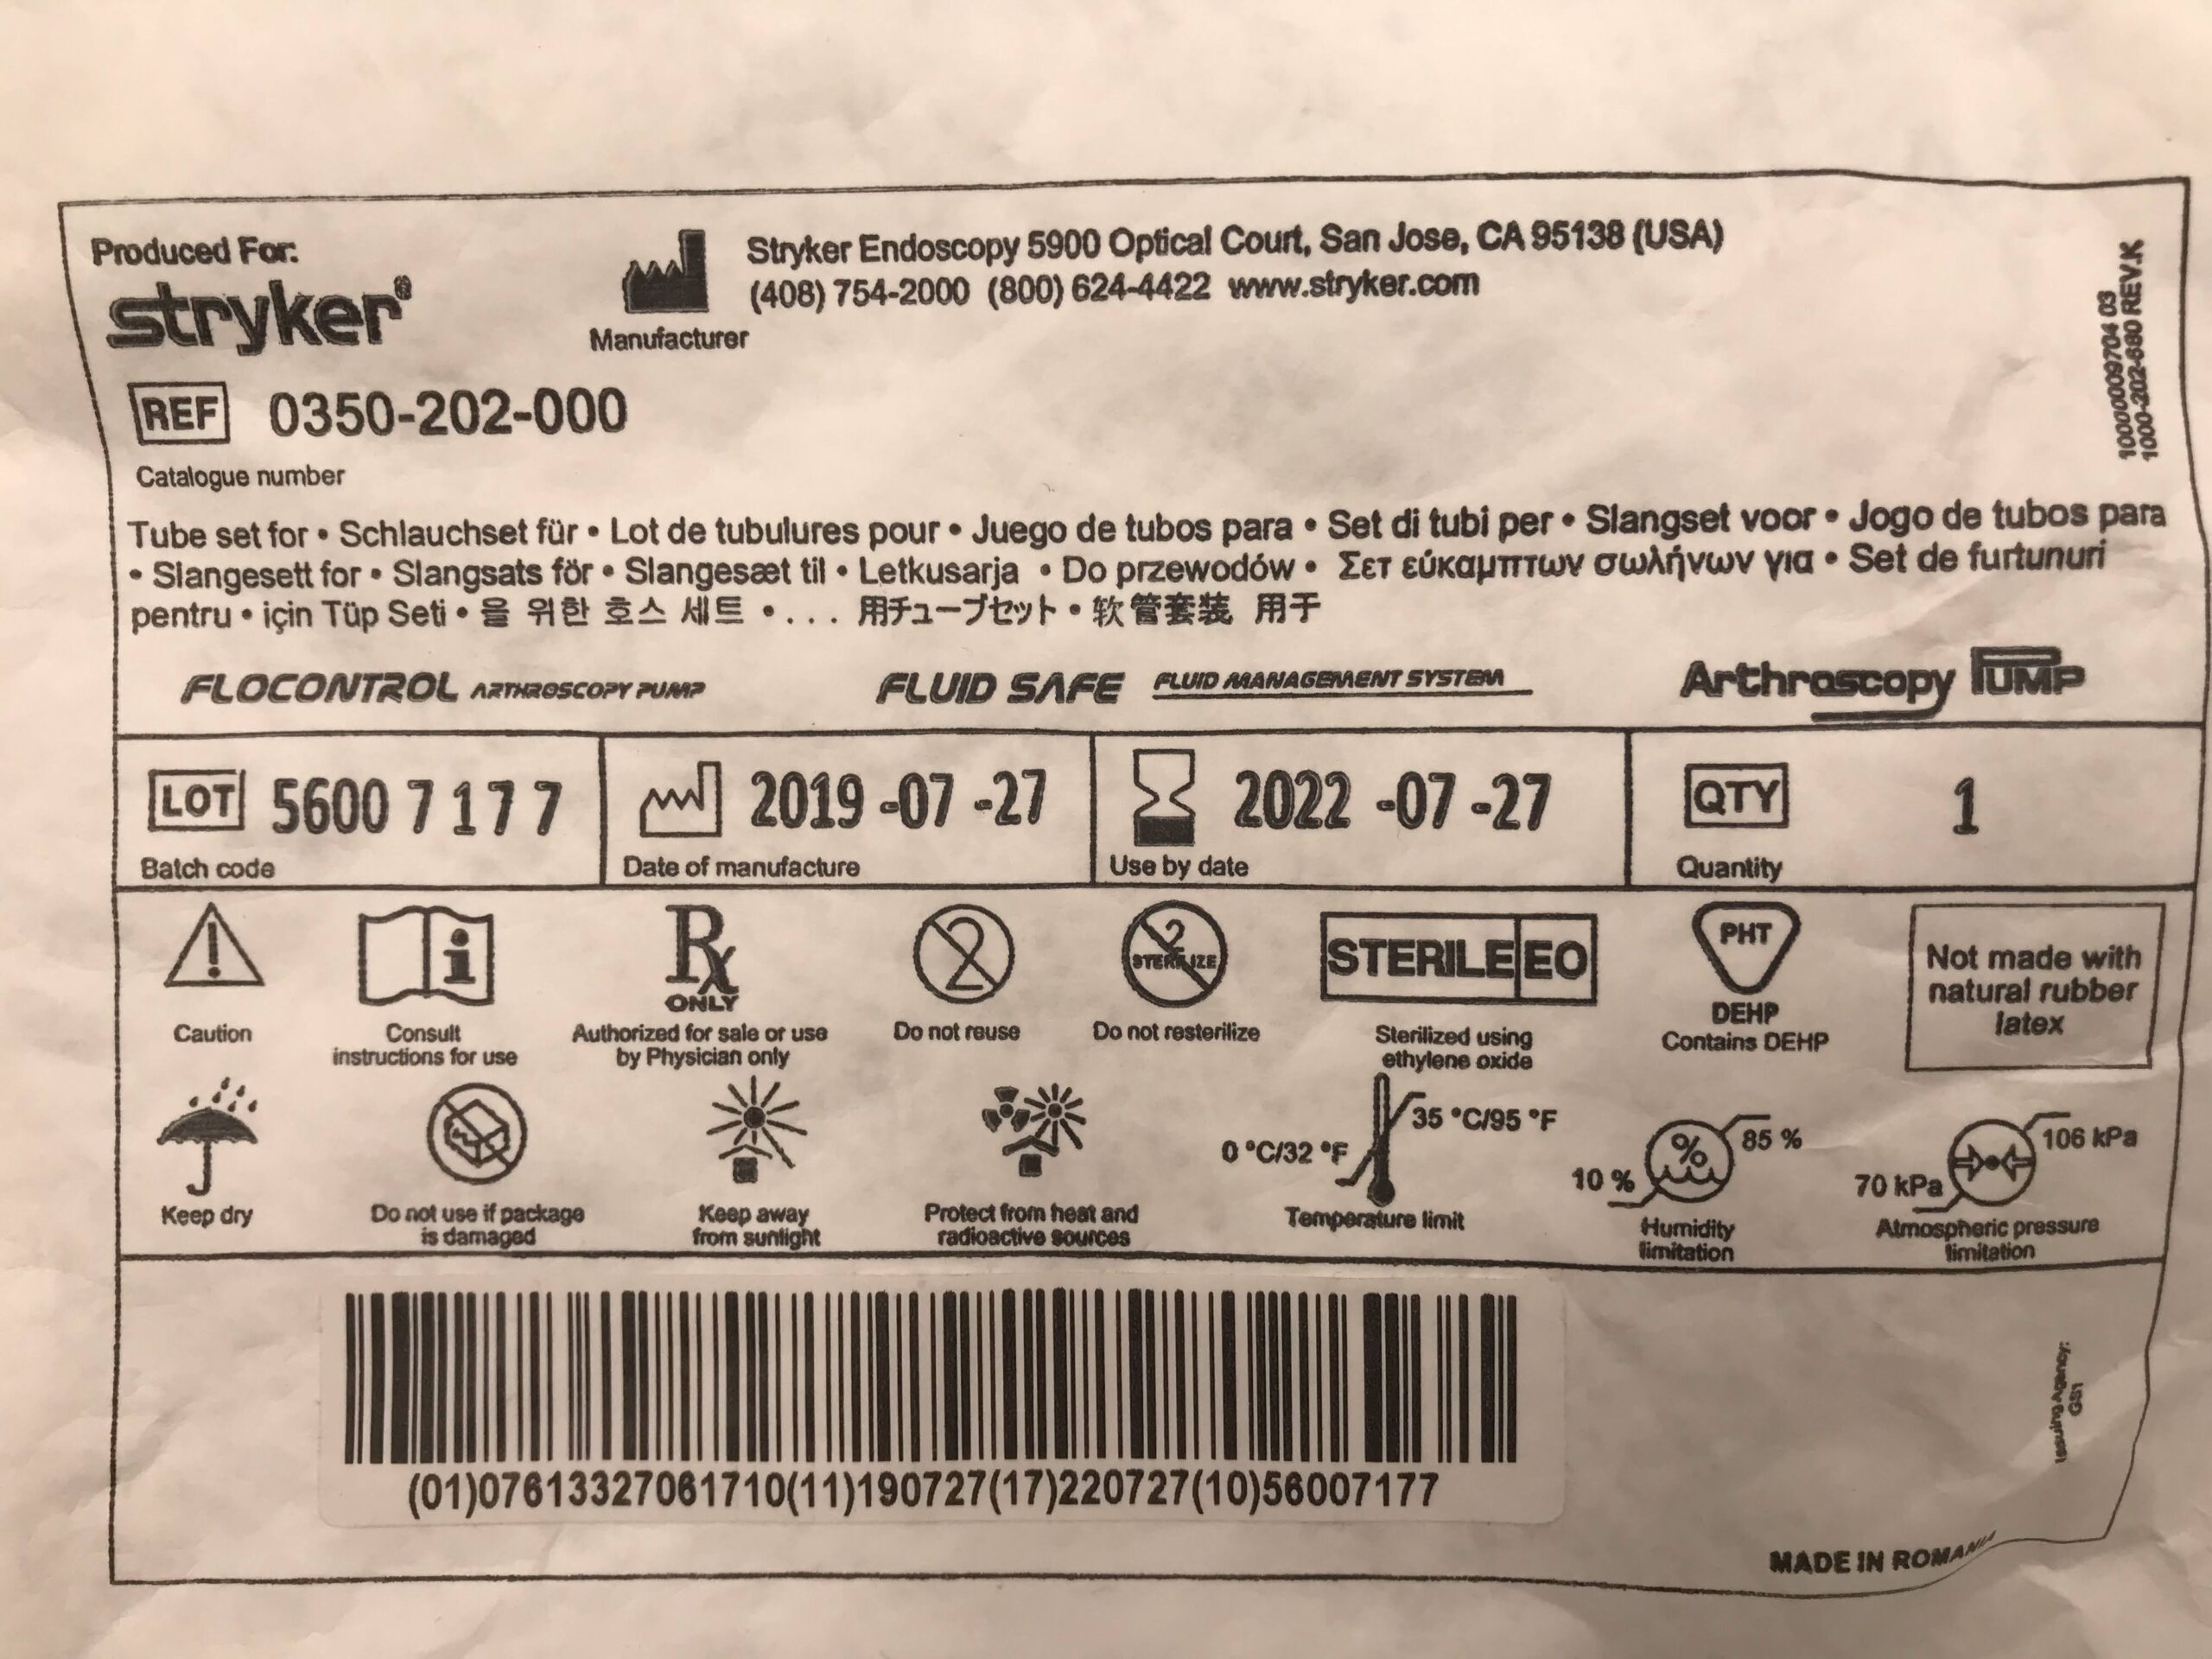 Produced For:
stryker®
Manufacturer
Stryker Endoscopy 5900 Optical Court, San Jose, CA 95138 (USA)
(408) 754-2000 (800) 624-4422 www.stryker.com
10000009704 03
1000-202-680 REV.K
REF 0350-202-000
Catalogue number
Tube set for • Schlauchset für • Lot de tubulures pour • Juego de tubos para • Set di tubi per • Slangset voor • Jogo de tubos para
• Slangesett for • Slangsats för • Slangesæt til • Letkusarja • Do przewodów • Σετ εύκαμπτων σωλήνων για • Set de furtunuri
pentru • için Tüp Seti • 을 위한 호스 세트 • . . . 用チューブセット • 软管套装 用于
FLOCONTROL ARTHROSCOPY PUMP
FLUID SAFE FLUID MANAGEMENT SYSTEM
Arthroscopy PUMP
LOT 5600 7 17 7
Batch code
2019 -07 -27
Date of manufacture
2022 -07 -27
Use by date
QTY 1
Quantity
Caution
Consult
instructions for use
Rx
ONLY
Authorized for sale or use
by Physician only
2
Do not reuse
2
STERILIZE
Do not resterilize
STERILE EO
Sterilized using
ethylene oxide
PHT
DEHP
Contains DEHP
Not made with
natural rubber
latex
Keep dry
Do not use if package
is damaged
Keep away
from sunlight
Protect from heat and
radioactive sources
0 °C/32 °F
35 °C/95 °F
Temperature limit
10 %
%
85 %
Humidity
limitation
70 kPa
106 kPa
Atmospheric pressure
limitation
(01)07613327061710(11)190727(17)220727(10)56007177
Issuing Agency:
GS1
MADE IN ROMANIA